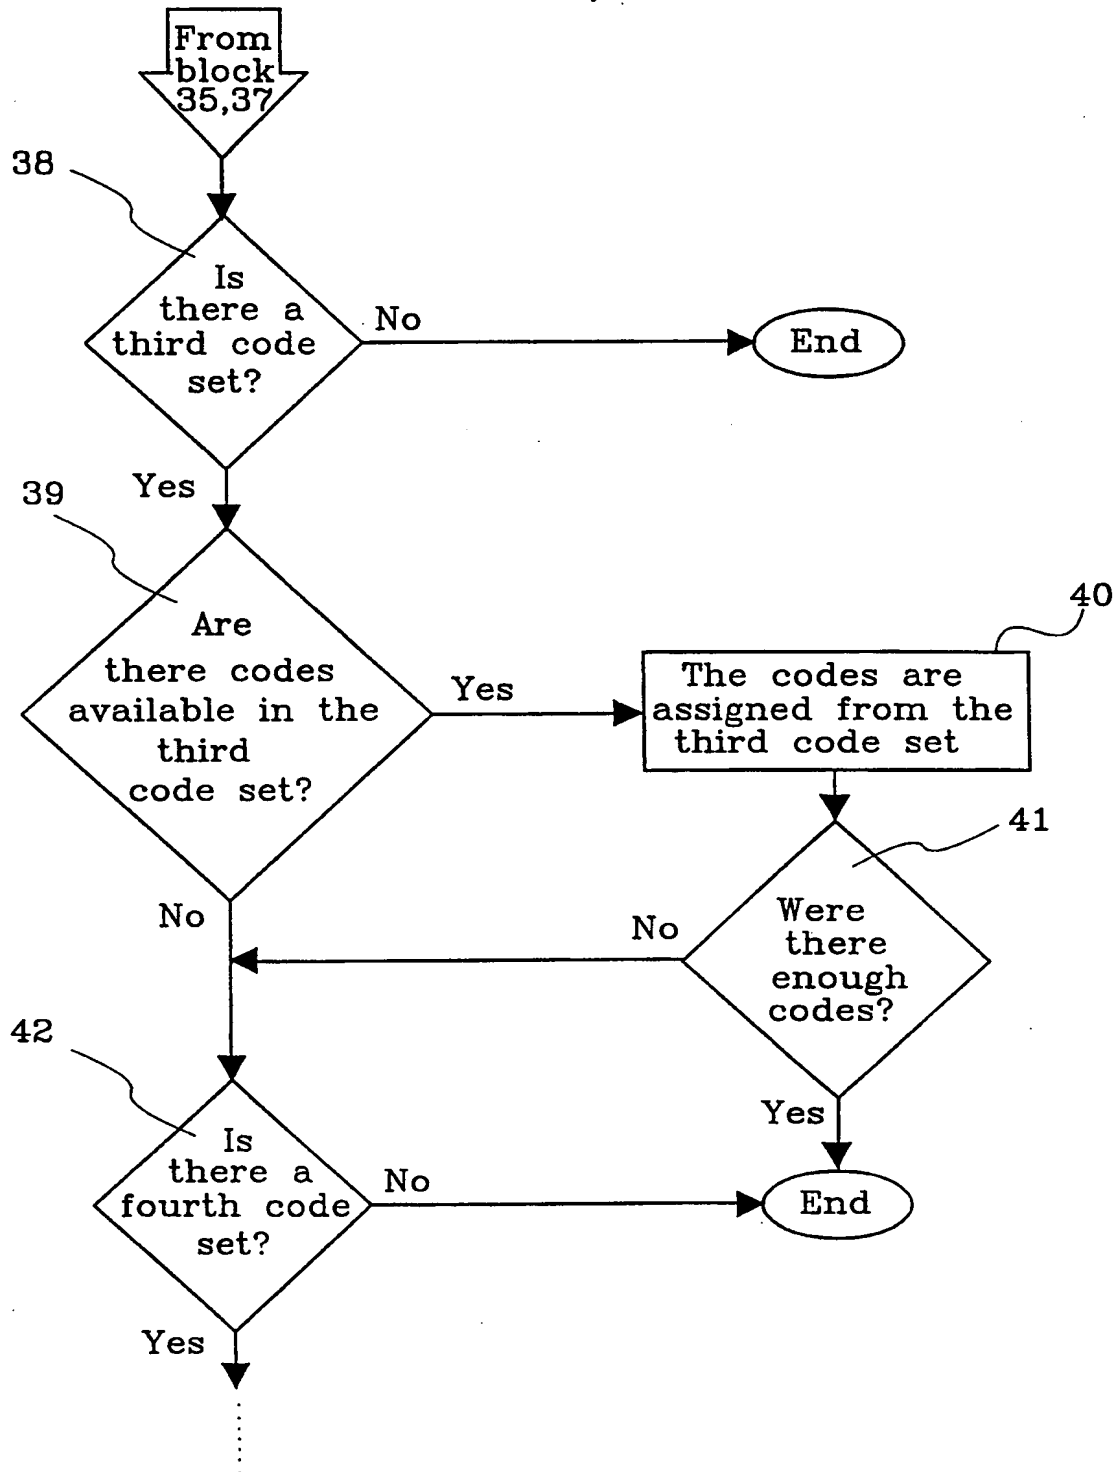 From
block
35,37
38
Is
there a
third code
set?
No
End
Yes
39
Are
there codes
available in the
third
code set?
Yes
40
The codes are
assigned from the
third code set
41
No
Were
there
enough
codes?
No
42
Yes
Is
there a
fourth code
set?
No
End
Yes